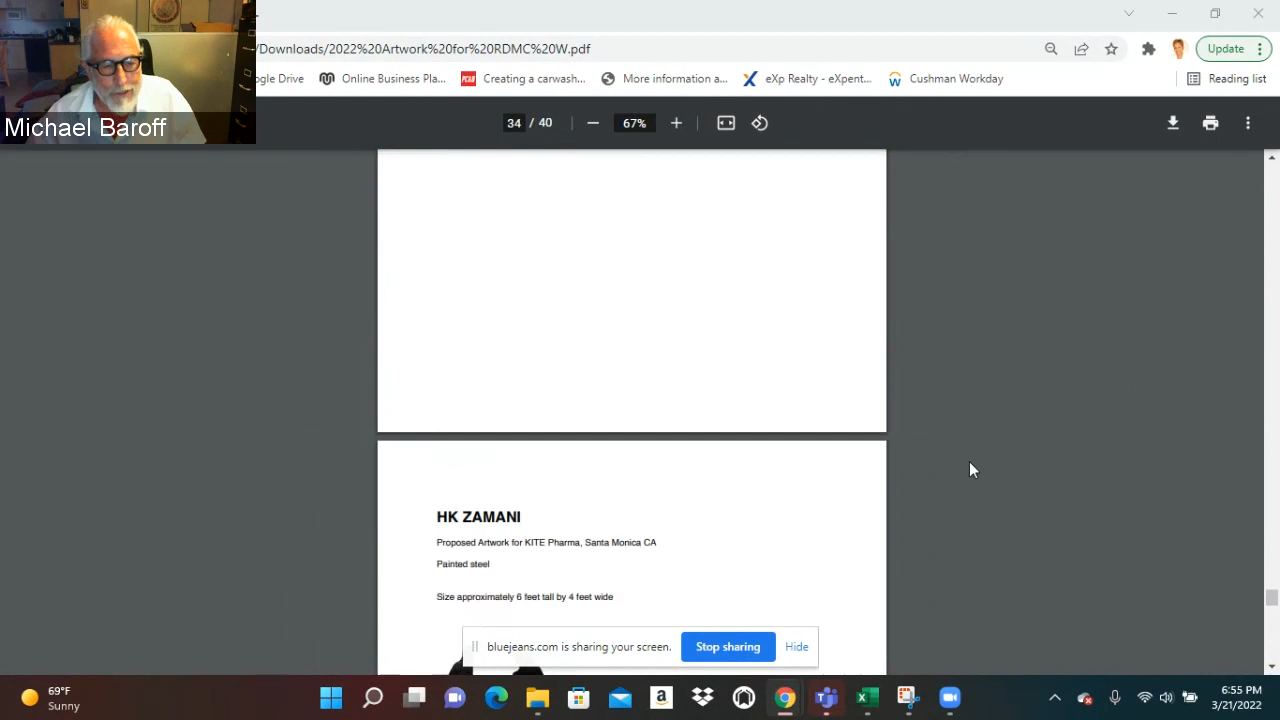 /Downloads/2022%20Artwork%20for%20RDMC%20W.pdf
Update
ogle Drive
Online Business Pla...
Creating a carwash...
More information a...
eXp Realty - eXpent...
Cushman Workday
Reading list
Michael Baroff
34 / 40
67%
HK ZAMANI
Proposed Artwork for KITE Pharma, Santa Monica CA
Painted steel
Size approximately 6 feet tall by 4 feet wide
bluejeans.com is sharing your screen.
Stop sharing
Hide
69°F
Sunny
6:55 PM
3/21/2022